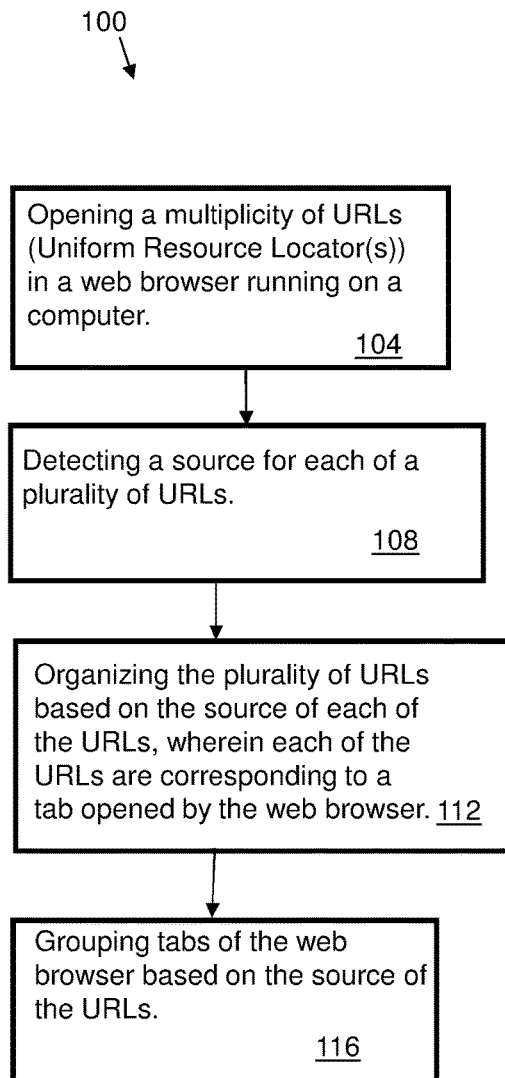 100
Opening a multiplicity of URLs
(Uniform Resource Locator(s))
in a web browser running on a
computer.
104
Detecting a source for each of a
plurality of URLs.
108
Organizing the plurality of URLs
based on the source of each of
the URLs, wherein each of the
URLs are corresponding to a
tab opened by the web browser. 112
Grouping tabs of the web
browser based on the source of
the URLs.
116